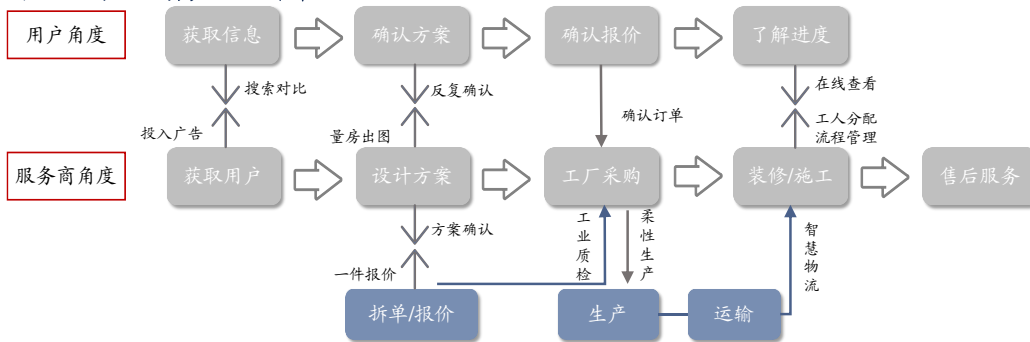 用户角度
获取信息
确认方案
确认报价
了解进度
搜索对比
反复确认
确认订单
在线查看
投入广告
量房出图
工人分配
流程管理
服务商角度
获取用户
设计方案
工厂采购
装修/施工
售后服务
方案确认
工业质检
柔性生产
智慧物流
一件报价
拆单/报价
生产
运输